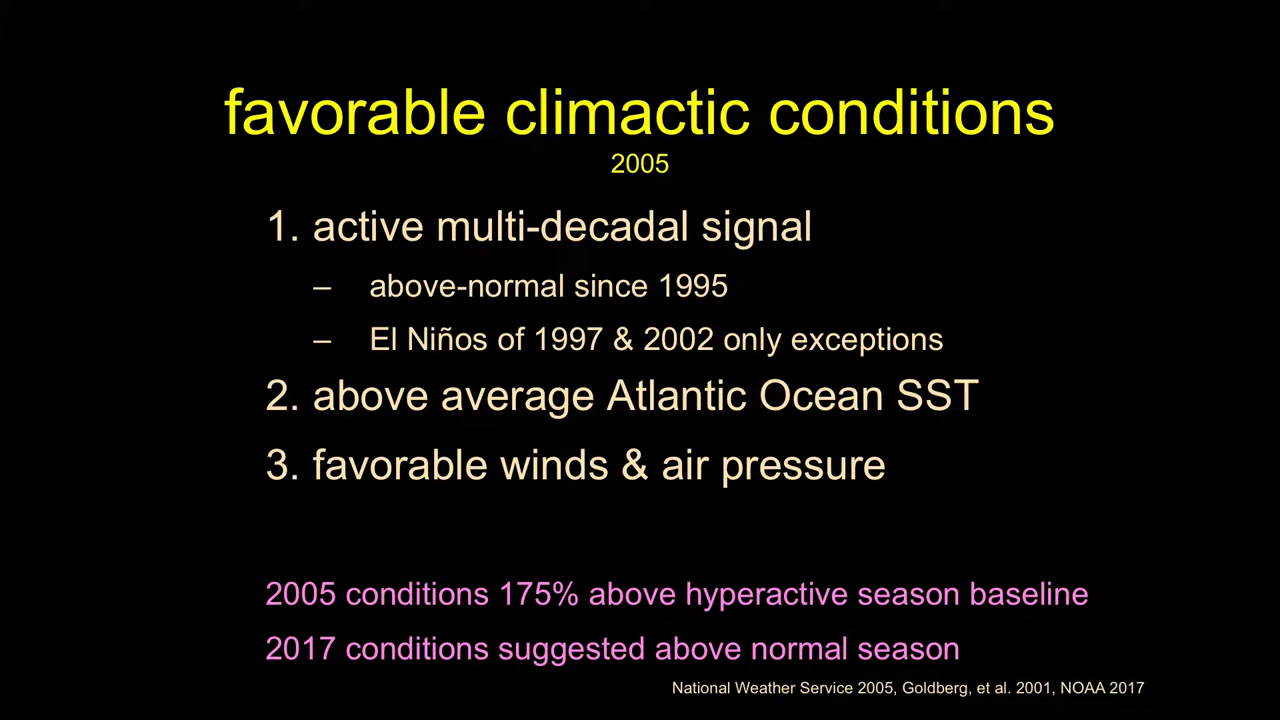 favorable climactic conditions
2005
1. active multi-decadal signal
– above-normal since 1995
– El Niños of 1997 & 2002 only exceptions
2. above average Atlantic Ocean SST
3. favorable winds & air pressure
2005 conditions 175% above hyperactive season baseline
2017 conditions suggested above normal season
National Weather Service 2005, Goldberg, et al. 2001, NOAA 2017